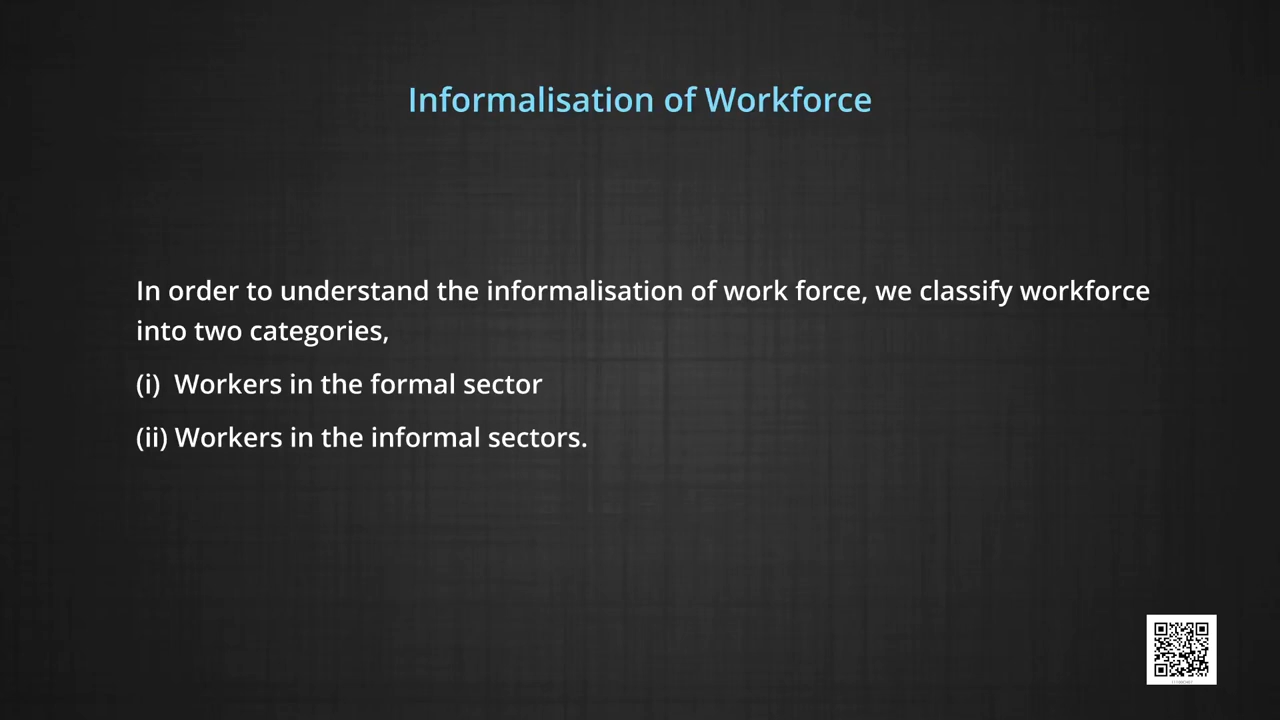 Informalisation of Workforce
In order to understand the informalisation of work force, we classify workforce
into two categories,
(i) Workers in the formal sector
(ii) Workers in the informal sectors.